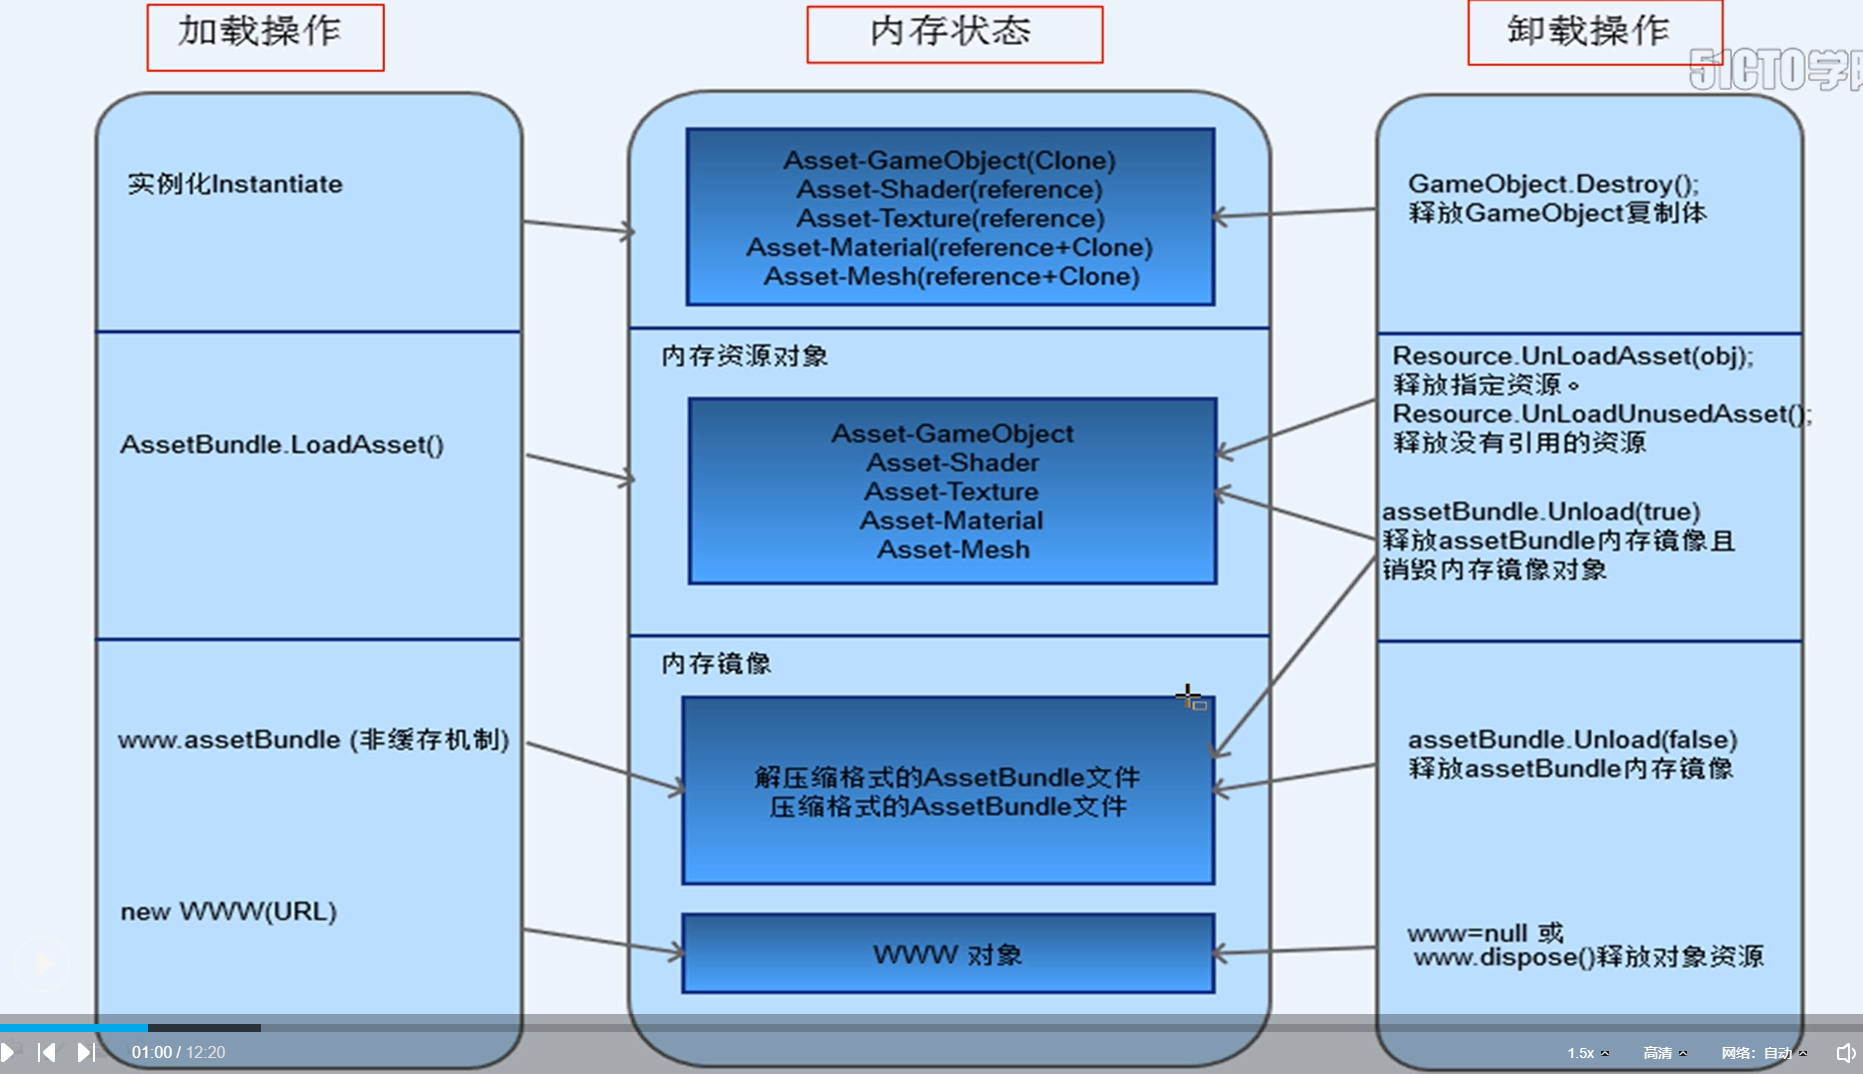 加载操作
内存状态
卸载操作
51CTO学
实例化Instantiate
AssetBundle.LoadAsset()
www.assetBundle (非缓存机制)
new WWW(URL)
Asset-GameObject(Clone)
Asset-Shader(reference)
Asset-Texture(reference)
Asset-Material(reference+Clone)
Asset-Mesh(reference+Clone)
内存资源对象
Asset-GameObject
Asset-Shader
Asset-Texture
Asset-Material
Asset-Mesh
内存镜像
解压缩格式的AssetBundle文件
压缩格式的AssetBundle文件
WWW 对象
GameObject.Destroy();
释放GameObject复制体
Resource.UnLoadAsset(obj);
释放指定资源。
Resource.UnLoadUnusedAsset();
释放没有引用的资源
assetBundle.Unload(true)
释放assetBundle内存镜像且
销毁内存镜像对象
assetBundle.Unload(false)
释放assetBundle内存镜像
www=null 或
www.dispose()释放对象资源
01:00 / 12:20
1.5x
高清
网络：自动